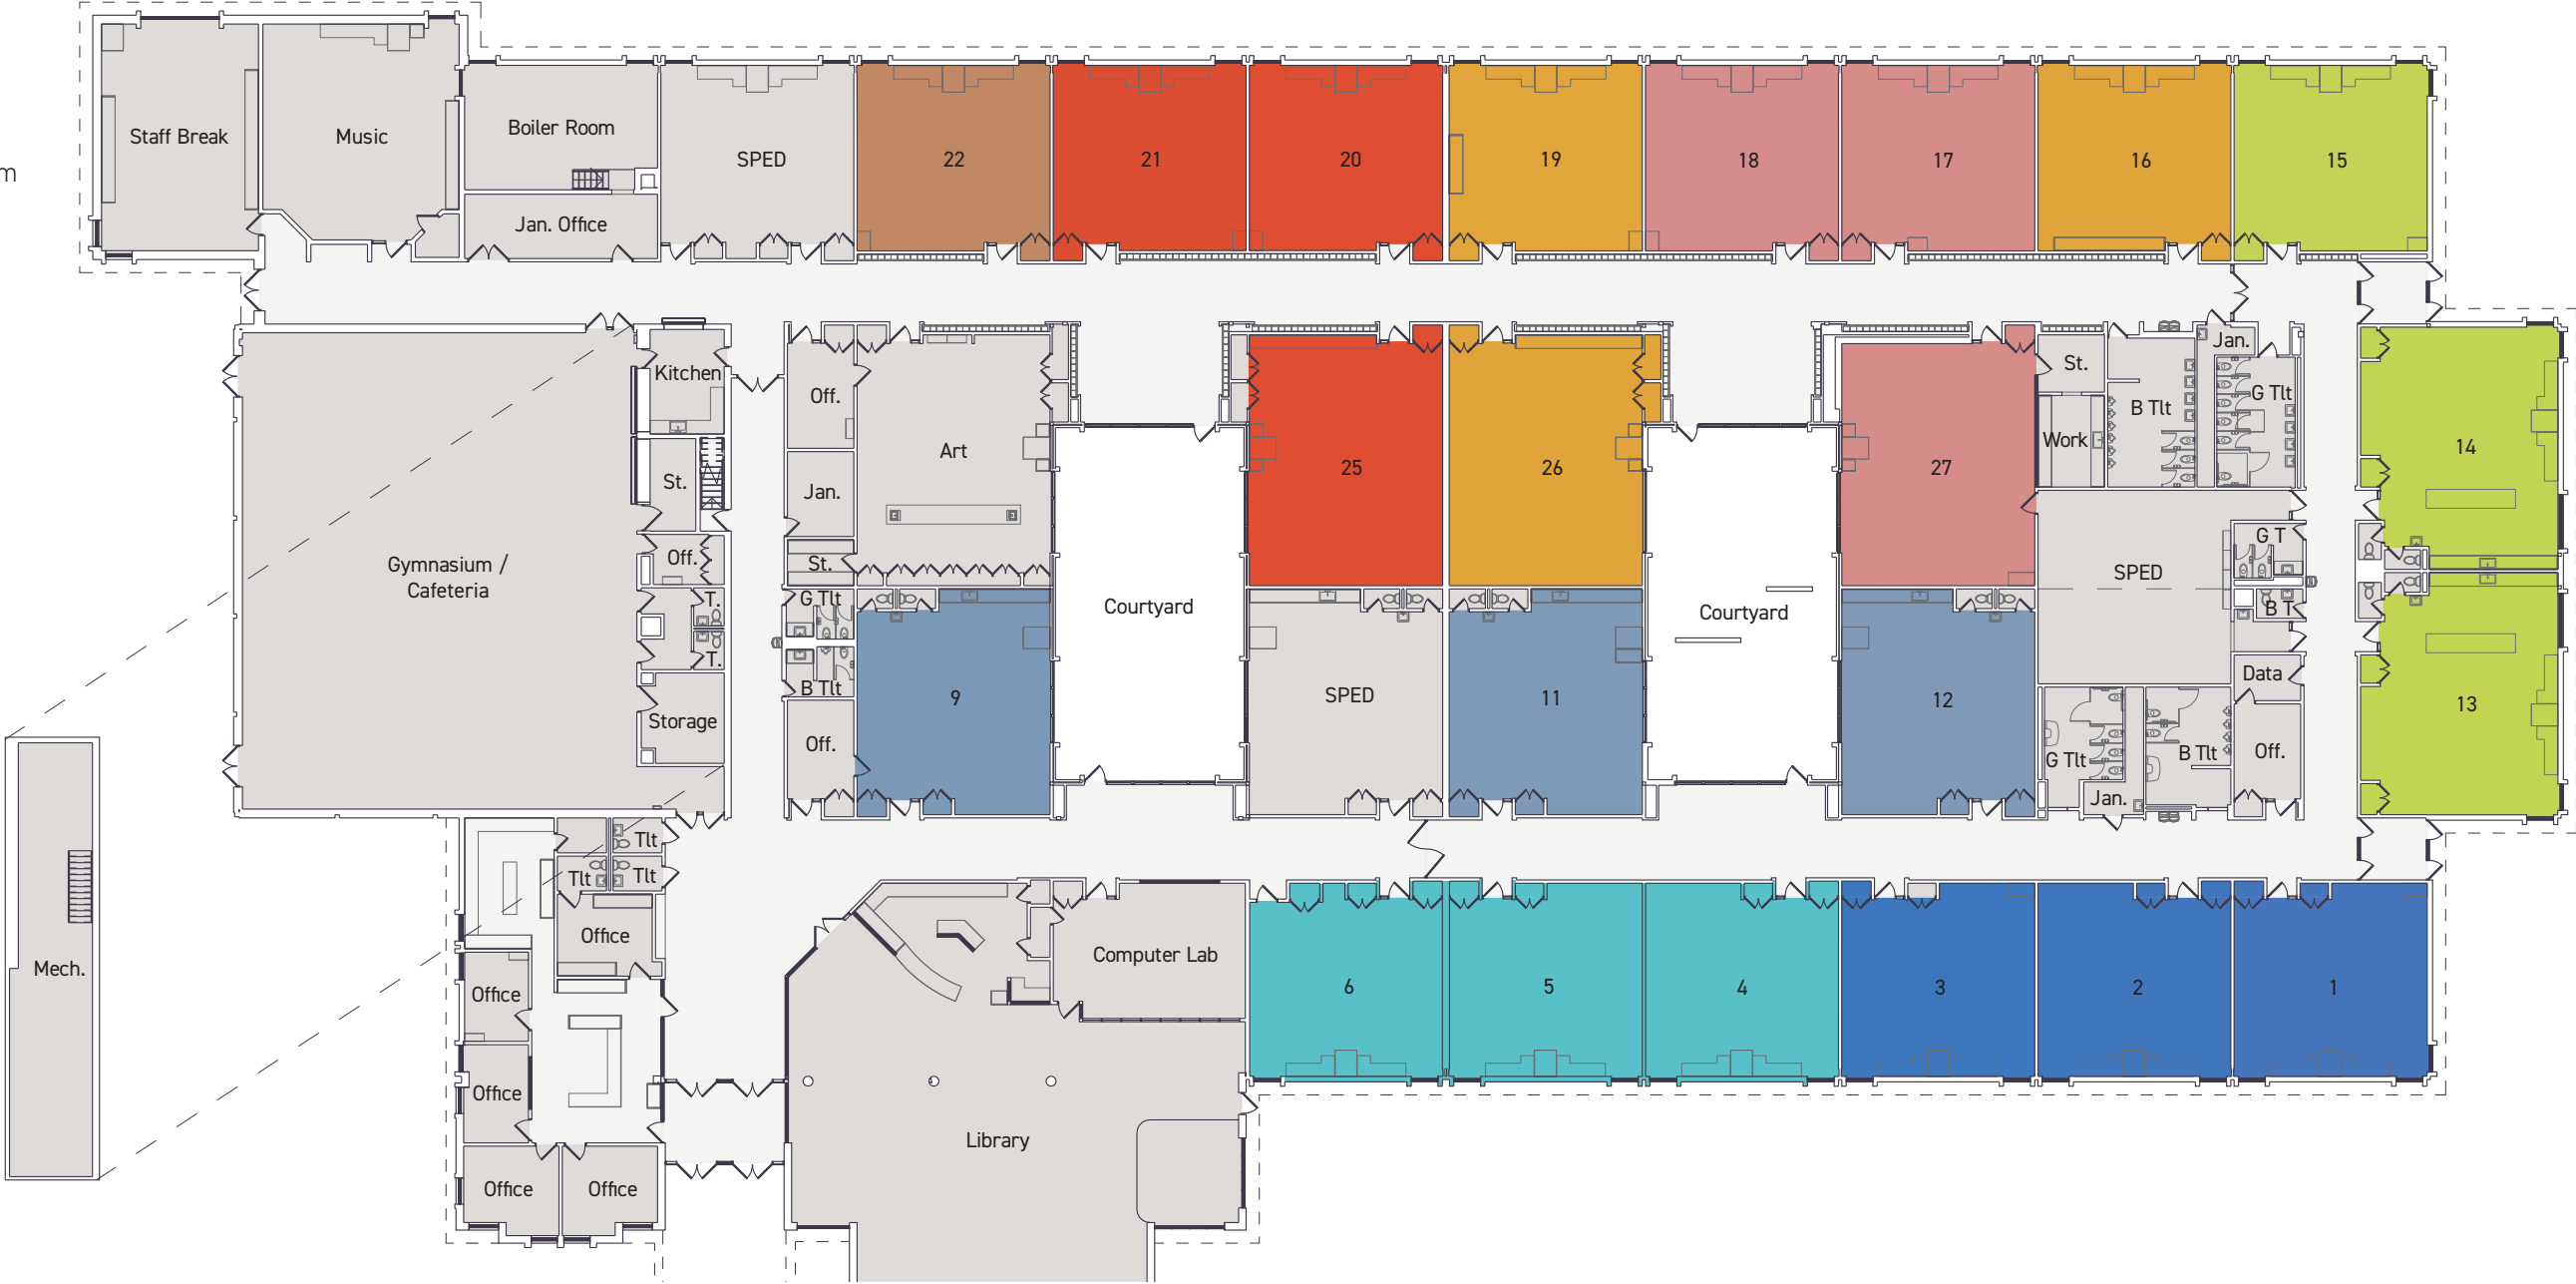 m
Staff Break
Music
Boiler Room
Jan. Office
SPED
22
21
20
19
18
17
16
15
Kitchen
Off.
Art
St.
Jan.
Off.
Gymnasium /
Cafeteria
St.
Jan.
St.
Work
B Tlt
Jan.
G Tlt
25
26
27
14
Courtyard
Courtyard
SPED
G T
B T
T.
T.
Storage
G Tlt
B Tlt
Off.
9
SPED
11
12
Data
G Tlt
Jan.
B Tlt
Off.
13
Mech.
Tlt
Tlt
Tlt
Office
Office
Office
Office
Office
Computer Lab
Library
6
5
4
3
2
1